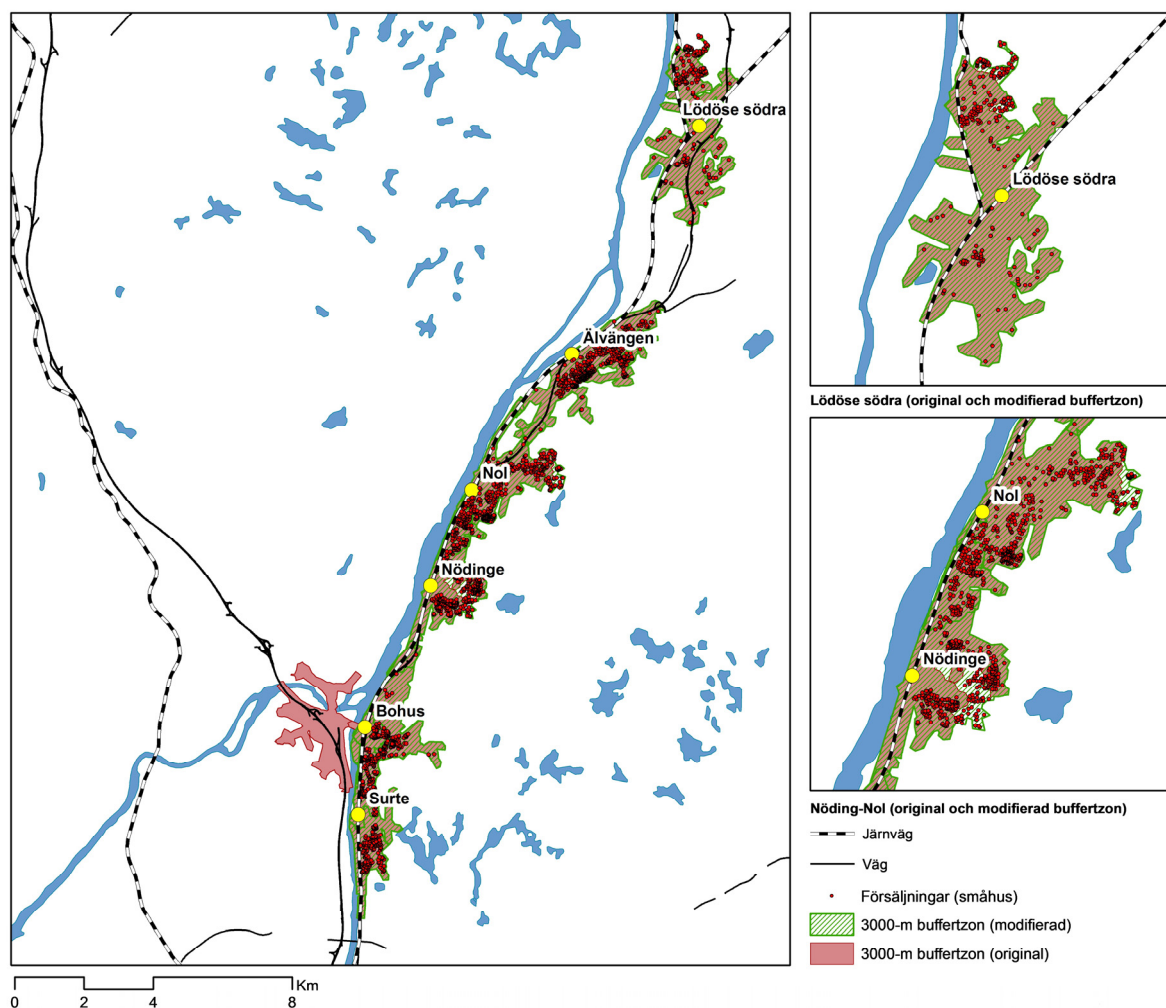 Lödöse södra
Älvängen
Nol
Nödinge
Bohus
Surte
Km
0 2 4 8
Lödöse södra
Lödöse södra (original och modifierad buffertzon)
Nol
Nödinge
Nöding-Nol (original och modifierad buffertzon)
Järnväg
Väg
Försäljningar (småhus)
3000-m buffertzon (modifierad)
3000-m buffertzon (original)